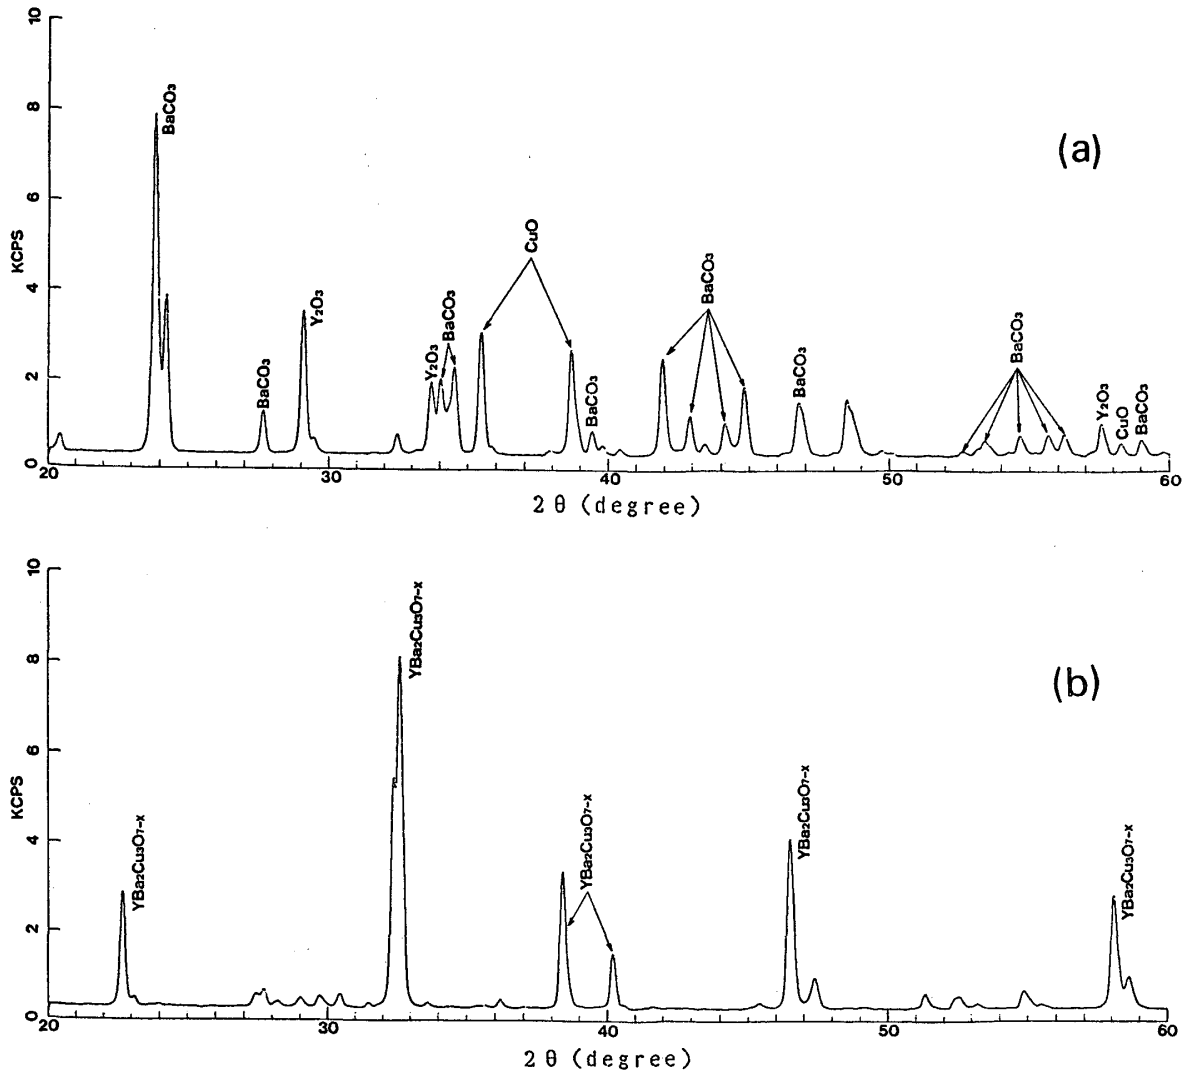 (a)
KCPS
10
8
6
4
2
0
BaCO3
BaCO3
Y2O3
Y2O3
BaCO3
CuO
BaCO3
BaCO3
BaCO3
BaCO3
Y2O3
CuO
BaCO3
20 30 40 50 60
2 θ (degree)
(b)
KCPS
10
8
6
4
2
0
YBa2Cu3O7-x
YBa2Cu3O7-x
YBa2Cu3O7-x
YBa2Cu3O7-x
YBa2Cu3O7-x
20 30 40 50 60
2 θ (degree)